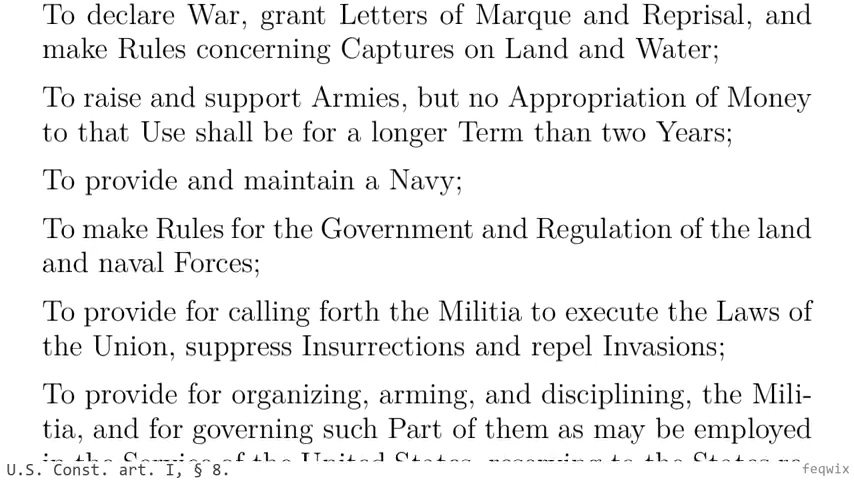 To declare War, grant Letters of Marque and Reprisal, and
make Rules concerning Captures on Land and Water;
To raise and support Armies, but no Appropriation of Money
to that Use shall be for a longer Term than two Years;
To provide and maintain a Navy;
To make Rules for the Government and Regulation of the land
and naval Forces;
To provide for calling forth the Militia to execute the Laws of
the Union, suppress Insurrections and repel Invasions;
To provide for organizing, arming, and disciplining, the Mili-
tia, and for governing such Part of them as may be employed
U.S. Const. art. I, § 8.
feqwix